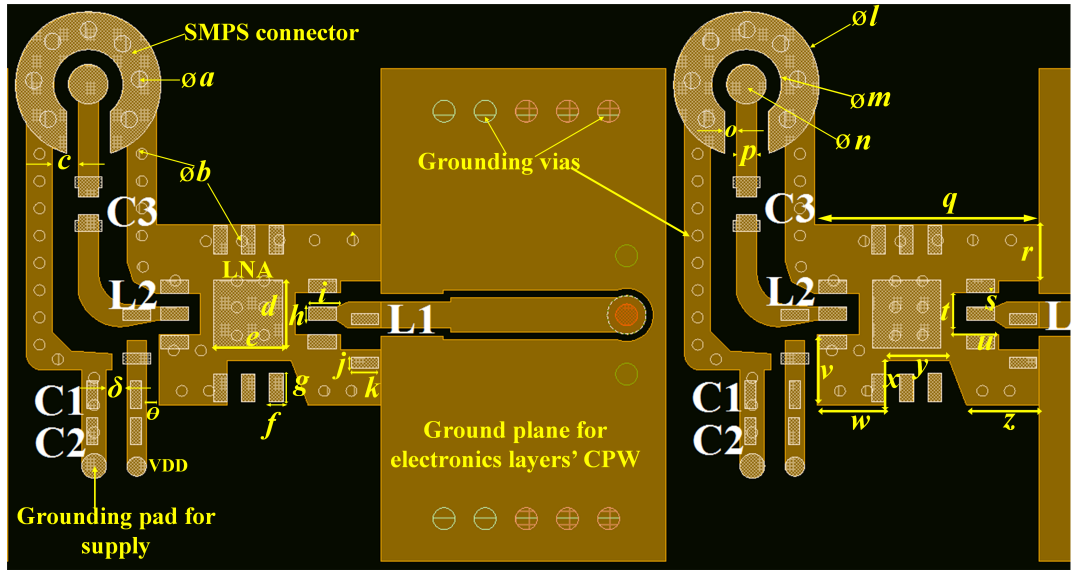 SMPS connector
øa
øb
c
C3
LNA
L2
d
e
h
i
L1
j
k
g
f
C1
δ
θ
C2
VDD
Grounding pad for
supply
Grounding vias
Ground plane for
electronics layers’ CPW
øl
øm
øn
o
p
C3
q
r
L2
s
t
u
L
v
w
x
y
z
C1
C2